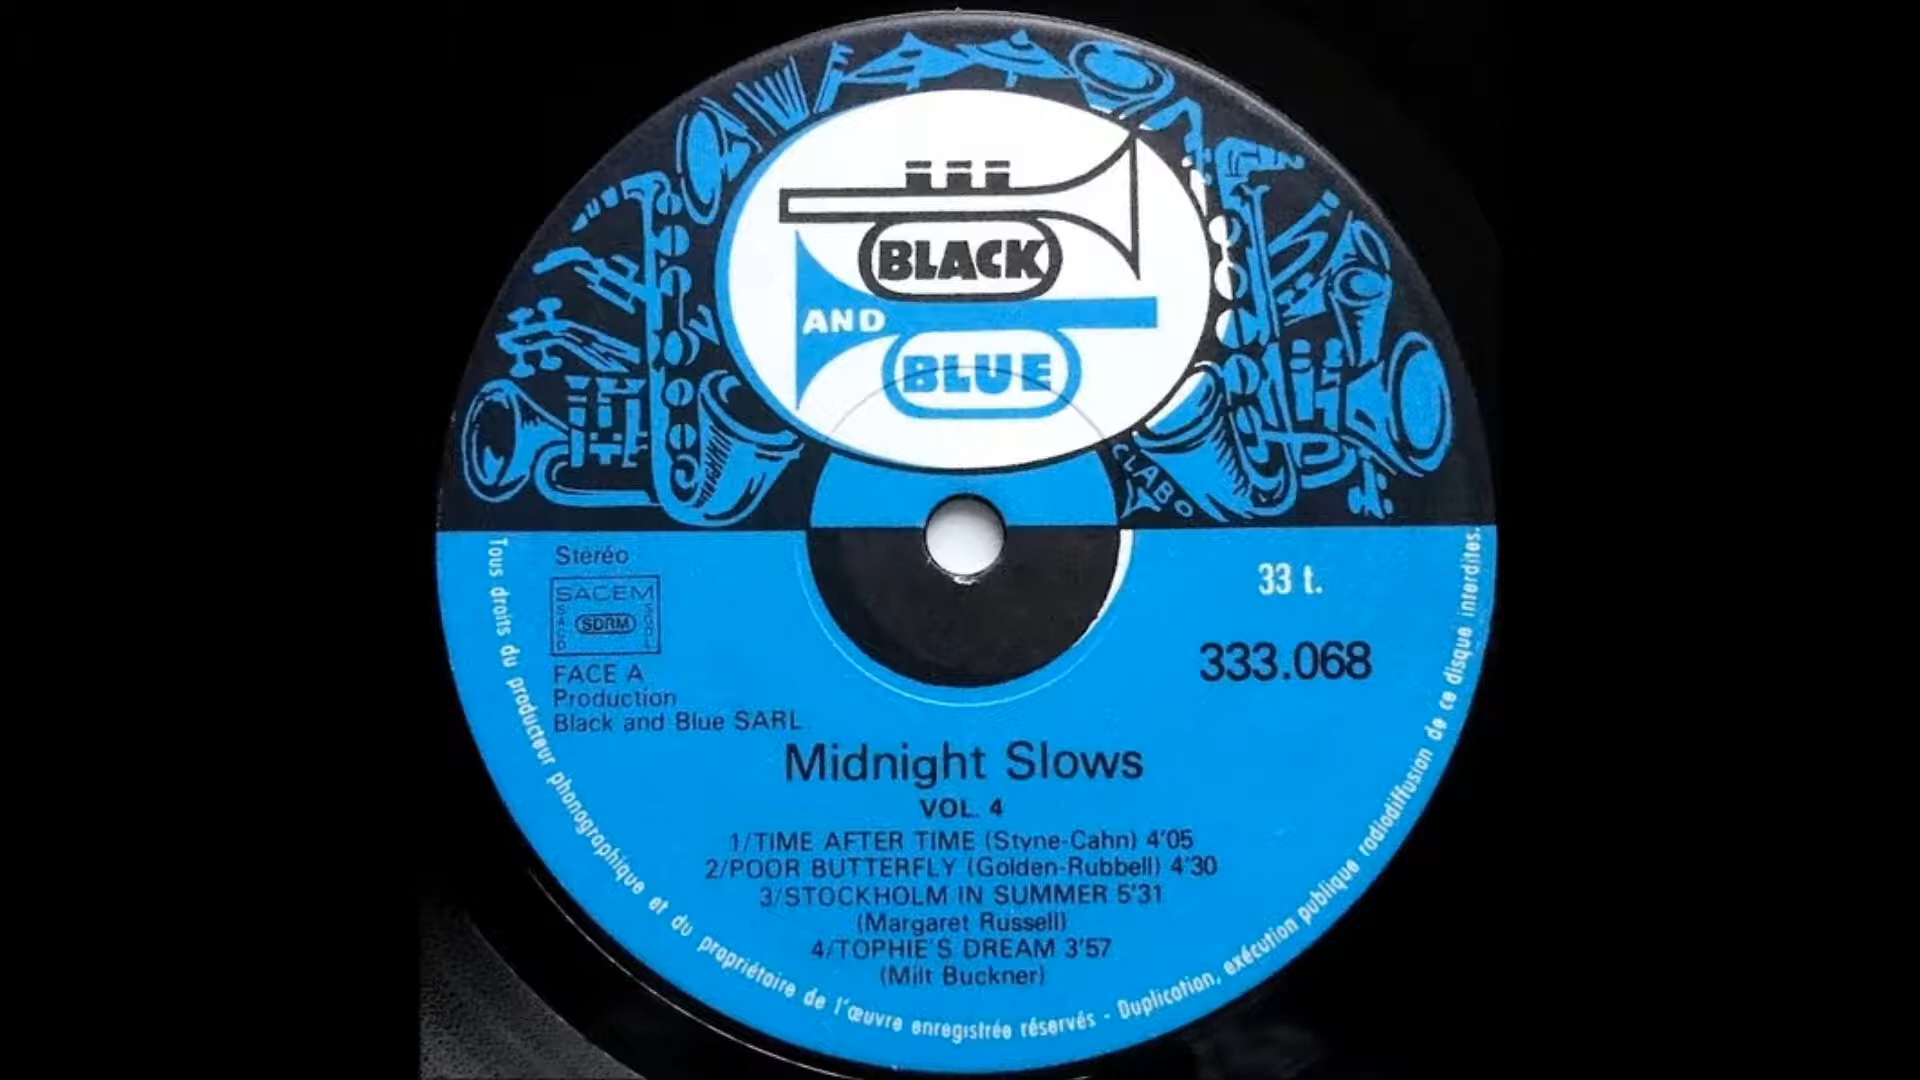 BLACK
AND
BLUE
CLABO
Stéréo
33 t.
SACEM
SACD
SDRM
SGDL
333.068
FACE A
Production
Black and Blue SARL
Midnight Slows
VOL. 4
1/TIME AFTER TIME (Styne-Cahn) 4'05
2/POOR BUTTERFLY (Golden-Rubbell) 4'30
3/STOCKHOLM IN SUMMER 5'31
(Margaret Russell)
4/TOPHIE'S DREAM 3'57
(Milt Buckner)
Tous droits du producteur phonographique et du propriétaire de l'œuvre enregistrée réservés - Duplication, exécution publique radiodiffusion de ce disque interdites.